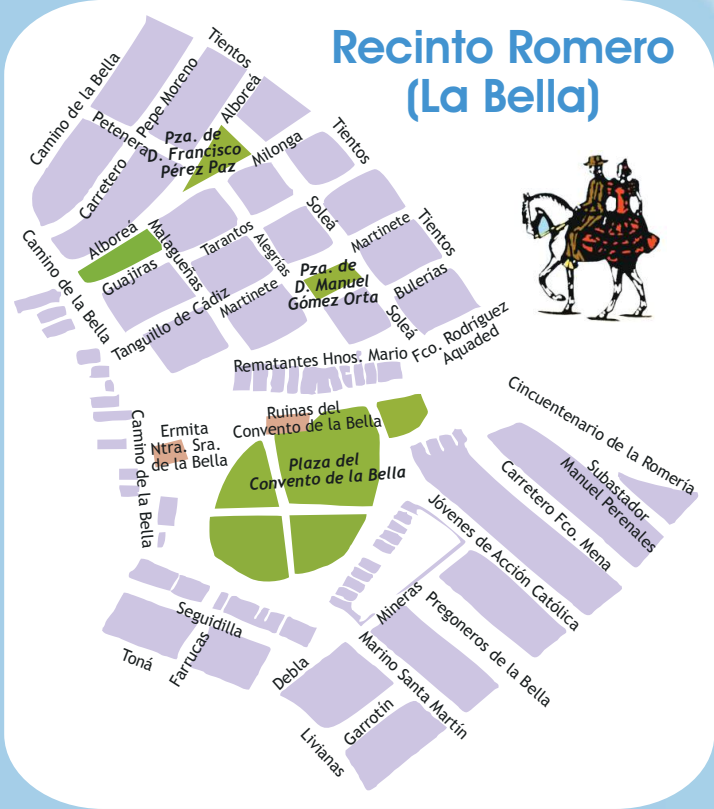 Recinto Romero
(La Bella)
Tientos
Camino de la Bella
Pepe Moreno
Alboreá
Petenera
Pza. de
D. Francisco
Pérez Paz
Milonga
Tientos
Carretero
Alboreá
Malagueñas
Soleá
Tarantos
Alegrías
Martinete
Tientos
Camino de la Bella
Guajiras
Pza. de
D. Manuel
Gómez Orta
Bulerías
Tanguillo de Cádiz
Martinete
Soleá
Fco. Rodríguez
Aquaded
Rematantes Hnos. Mario
Cincuentenario de la Romería
Ruinas del
Convento de la Bella
Ermita
Ntra. Sra.
de la Bella
Camino de la Bella
Plaza del
Convento de la Bella
Subastador
Manuel Perenales
Carretero Fco. Mena
Jóvenes de Acción Católica
Mineras
Pregoneros de la Bella
Seguidilla
Marino Santa Martín
Toná
Farrucas
Debla
Garrotín
Livianas